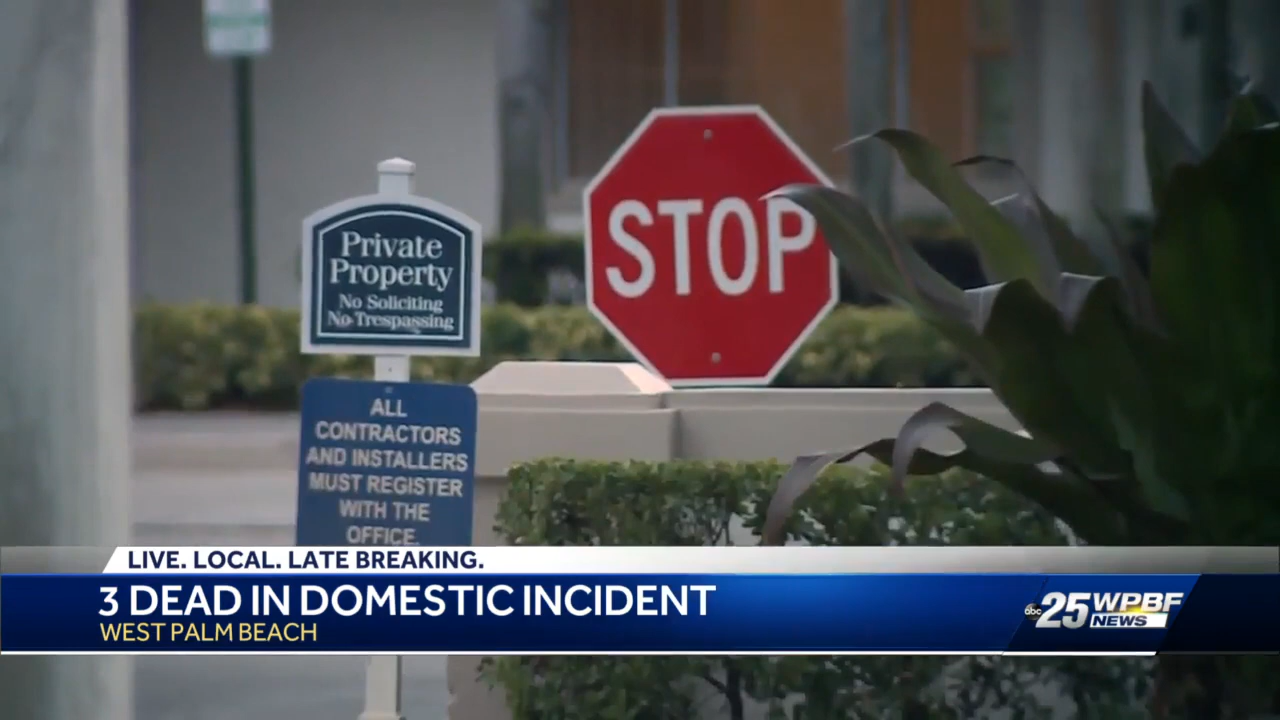 Private
Property
No Soliciting
No Trespassing
STOP
ALL
CONTRACTORS
AND INSTALLERS
MUST REGISTER
WITH THE
OFFICE.
LIVE. LOCAL. LATE BREAKING.
3 DEAD IN DOMESTIC INCIDENT
WEST PALM BEACH
abc 25 WPBF
NEWS